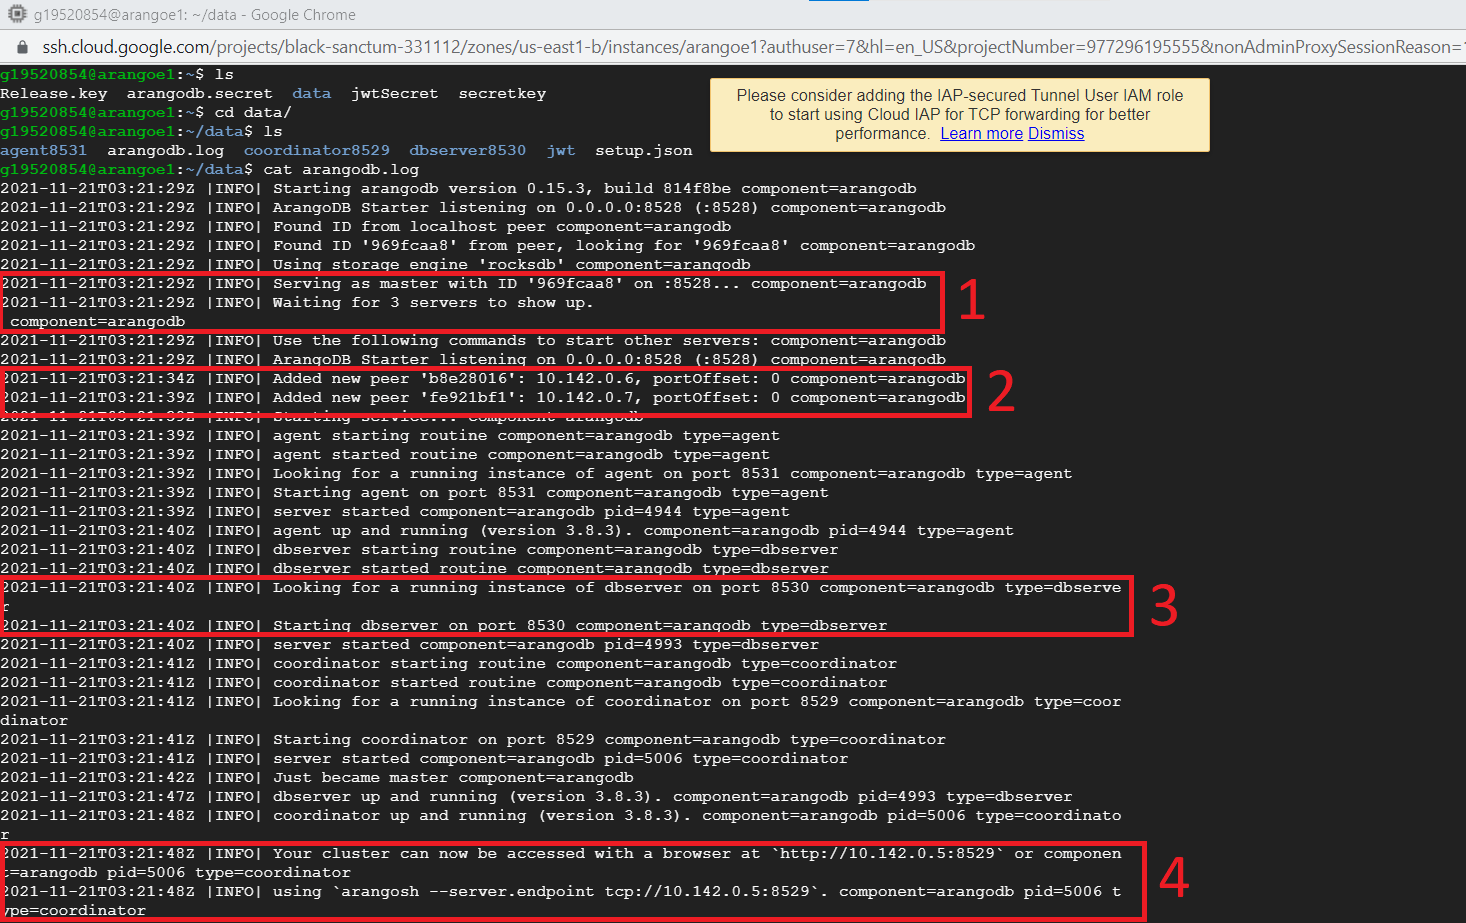 g19520854@arangoe1: ~/data - Google Chrome
ssh.cloud.google.com/projects/black-sanctum-331112/zones/us-east1-b/instances/arangoe1?authuser=7&hl=en_US&projectNumber=977296195555&nonAdminProxySessionReason=
g19520854@arangoe1:~$ ls
Release.key  arangodb.secret  data  jwtSecret  secretkey
g19520854@arangoe1:~$ cd data/
g19520854@arangoe1:~/data$ ls
agent8531  arangodb.log  coordinator8529  dbserver8530  jwt  setup.json
g19520854@arangoe1:~/data$ cat arangodb.log
Please consider adding the IAP-secured Tunnel User IAM role
to start using Cloud IAP for TCP forwarding for better
performance.  Learn more Dismiss
2021-11-21T03:21:29Z |INFO| Starting arangodb version 0.15.3, build 814f8be component=arangodb
2021-11-21T03:21:29Z |INFO| ArangoDB Starter listening on 0.0.0.0:8528 (:8528) component=arangodb
2021-11-21T03:21:29Z |INFO| Found ID from localhost peer component=arangodb
2021-11-21T03:21:29Z |INFO| Found ID '969fcaa8' from peer, looking for '969fcaa8' component=arangodb
2021-11-21T03:21:29Z |INFO| Using storage engine 'rocksdb' component=arangodb
2021-11-21T03:21:29Z |INFO| Serving as master with ID '969fcaa8' on :8528... component=arangodb
2021-11-21T03:21:29Z |INFO| Waiting for 3 servers to show up.
component=arangodb
1
2021-11-21T03:21:29Z |INFO| Use the following commands to start other servers: component=arangodb
2021-11-21T03:21:29Z |INFO| ArangoDB Starter listening on 0.0.0.0:8528 (:8528) component=arangodb
2021-11-21T03:21:34Z |INFO| Added new peer 'b8e28016': 10.142.0.6, portOffset: 0 component=arangodb
2021-11-21T03:21:39Z |INFO| Added new peer 'fe921bf1': 10.142.0.7, portOffset: 0 component=arangodb
2
2021-11-21T03:21:39Z |INFO| Starting service... component=arangodb
2021-11-21T03:21:39Z |INFO| agent starting routine component=arangodb type=agent
2021-11-21T03:21:39Z |INFO| agent started routine component=arangodb type=agent
2021-11-21T03:21:39Z |INFO| Looking for a running instance of agent on port 8531 component=arangodb type=agent
2021-11-21T03:21:39Z |INFO| Starting agent on port 8531 component=arangodb type=agent
2021-11-21T03:21:39Z |INFO| server started component=arangodb pid=4944 type=agent
2021-11-21T03:21:40Z |INFO| agent up and running (version 3.8.3). component=arangodb pid=4944 type=agent
2021-11-21T03:21:40Z |INFO| dbserver starting routine component=arangodb type=dbserver
2021-11-21T03:21:40Z |INFO| dbserver started routine component=arangodb type=dbserver
2021-11-21T03:21:40Z |INFO| Looking for a running instance of dbserver on port 8530 component=arangodb type=dbserve
r
2021-11-21T03:21:40Z |INFO| Starting dbserver on port 8530 component=arangodb type=dbserver
3
2021-11-21T03:21:40Z |INFO| server started component=arangodb pid=4993 type=dbserver
2021-11-21T03:21:41Z |INFO| coordinator starting routine component=arangodb type=coordinator
2021-11-21T03:21:41Z |INFO| coordinator started routine component=arangodb type=coordinator
2021-11-21T03:21:41Z |INFO| Looking for a running instance of coordinator on port 8529 component=arangodb type=coor
dinator
2021-11-21T03:21:41Z |INFO| Starting coordinator on port 8529 component=arangodb type=coordinator
2021-11-21T03:21:41Z |INFO| server started component=arangodb pid=5006 type=coordinator
2021-11-21T03:21:42Z |INFO| Just became master component=arangodb
2021-11-21T03:21:47Z |INFO| dbserver up and running (version 3.8.3). component=arangodb pid=4993 type=dbserver
2021-11-21T03:21:48Z |INFO| coordinator up and running (version 3.8.3). component=arangodb pid=5006 type=coordinato
r
2021-11-21T03:21:48Z |INFO| Your cluster can now be accessed with a browser at `http://10.142.0.5:8529` or componen
t=arangodb pid=5006 type=coordinator
2021-11-21T03:21:48Z |INFO| using `arangosh --server.endpoint tcp://10.142.0.5:8529`. component=arangodb pid=5006 t
ype=coordinator
4